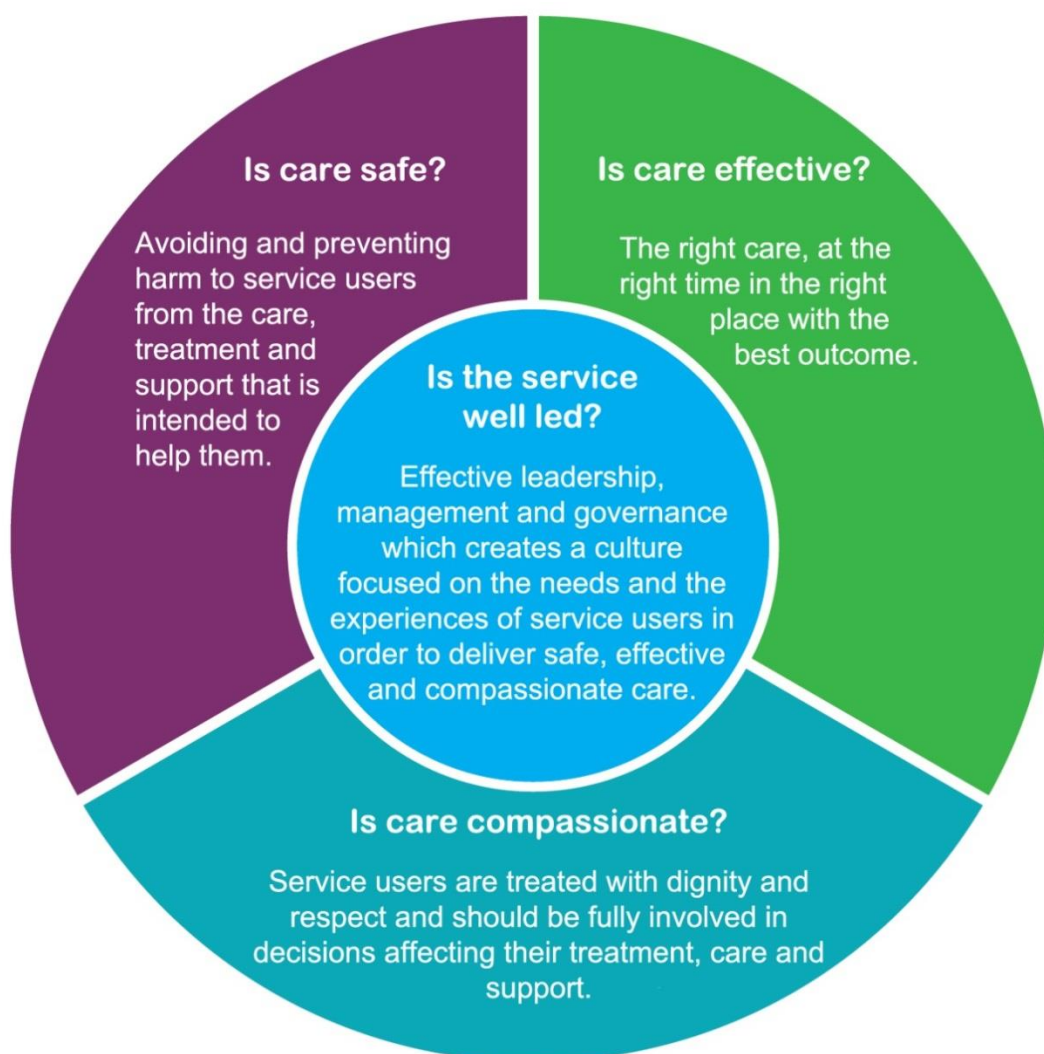 Is care safe?
Avoiding and preventing
harm to service users
from the care,
treatment and
support that is
intended to
help them.
Is care effective?
The right care, at the
right time in the right
place with the
best outcome.
Is the service
well led?
Effective leadership,
management and governance
which creates a culture
focused on the needs and the
experiences of service users in
order to deliver safe, effective
and compassionate care.
Is care compassionate?
Service users are treated with dignity and
respect and should be fully involved in
decisions affecting their treatment, care and
support.